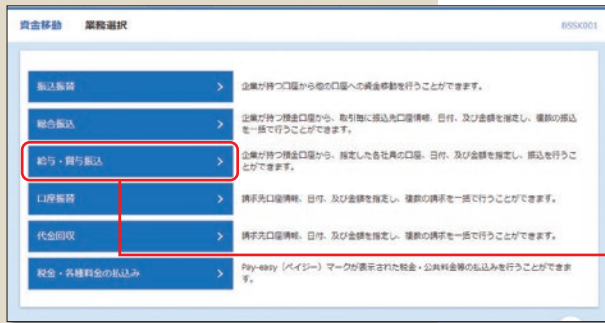 資金移動 業務選択
BSSK001
振込振替
企業が持つ口座から他の口座への資金移動を行うことができます。
総合振込
企業が持つ預金口座から、取引毎に振込先口座情報、日付、及び金額を指定し、複数の振込
を一括で行うことができます。
給与・賞与振込
企業が持つ預金口座から、指定した各社員の口座、日付、及び金額を指定し、振込を行うこ
とができます。
口座振替
請求先口座情報、日付、及び金額を指定し、複数の請求を一括で行うことができます。
代金回収
請求先口座情報、日付、及び金額を指定し、複数の請求を一括で行うことができます。
税金・各種料金の払込み
Pay-easy（ペイジー）マークが表示された税金・公共料金等の払込みを行うことができま
す。